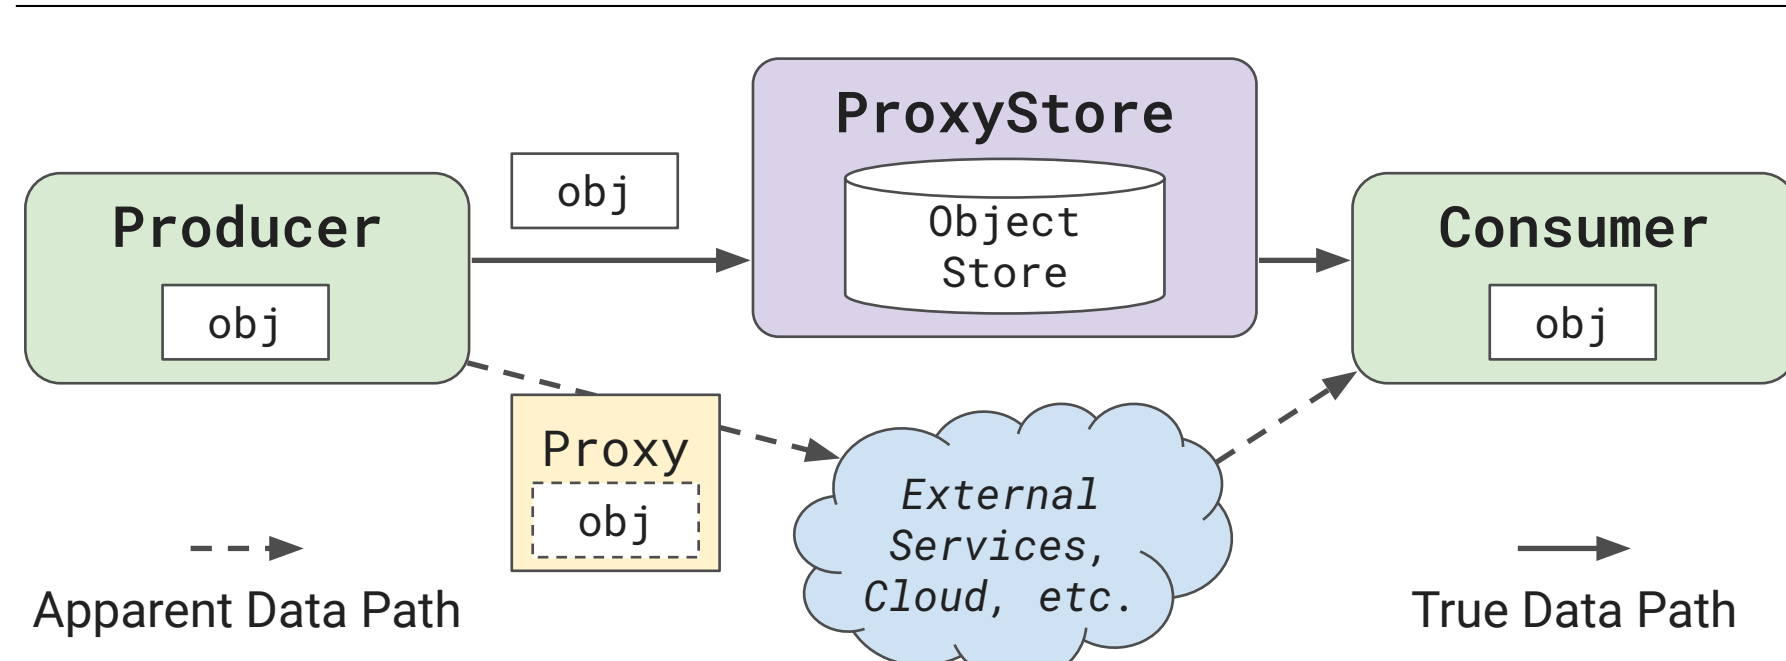 ProxyStore
obj
Producer
Object
Store
Consumer
obj
obj
Proxy
obj
External
Services,
Cloud, etc.
Apparent Data Path
True Data Path